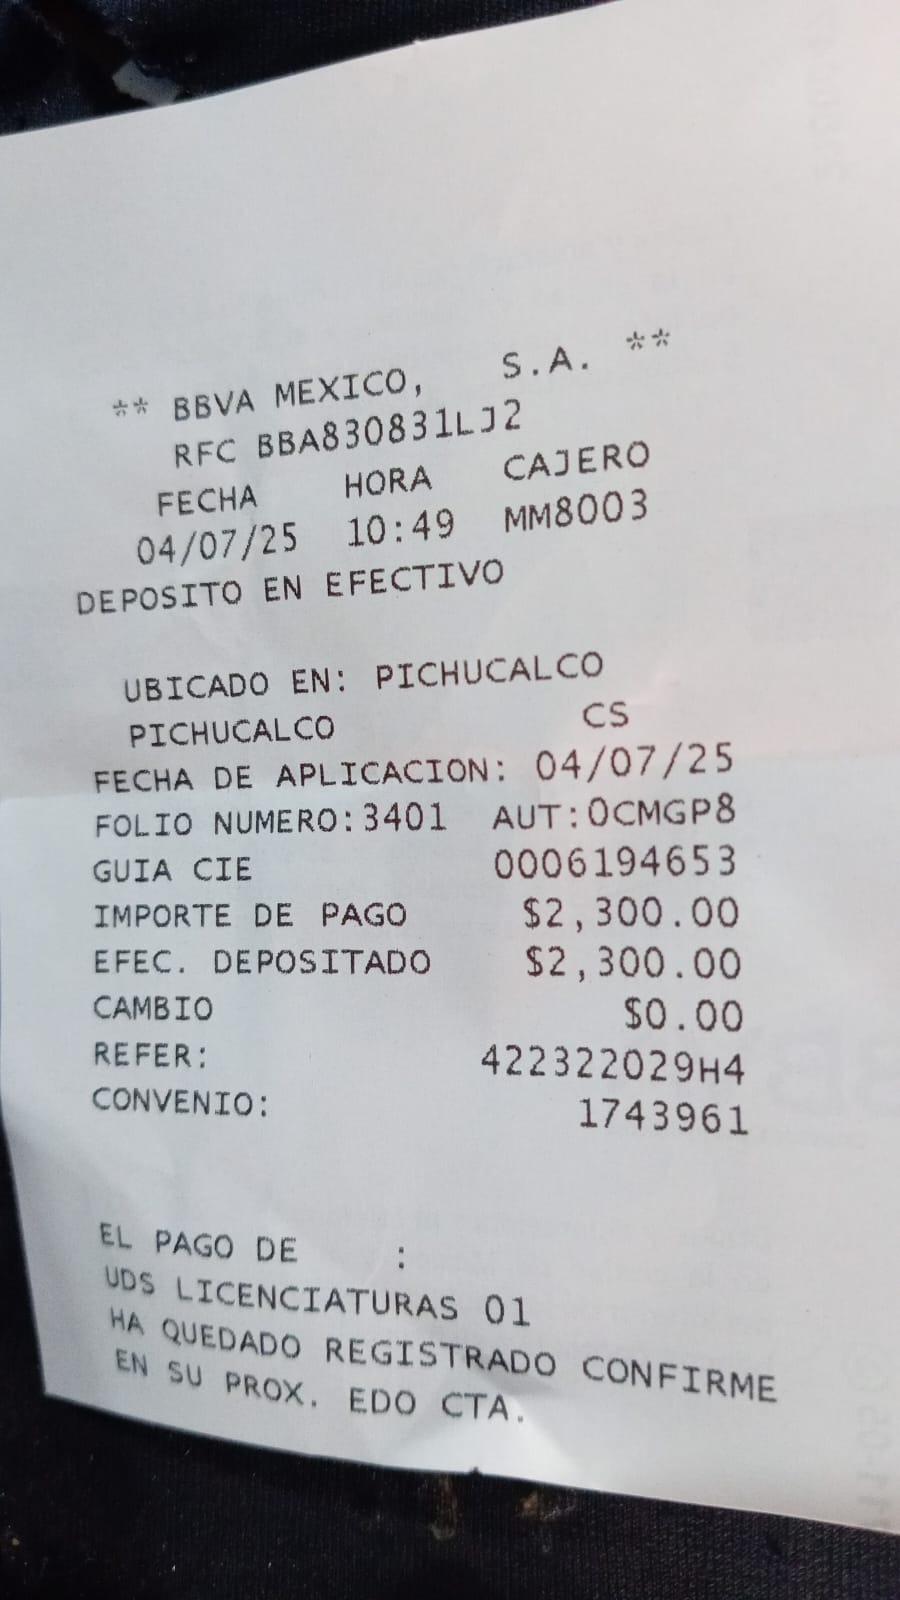 ** BBVA MEXICO, S.A. **
RFC BBA830831LJ2
FECHA HORA CAJERO
04/07/25 10:49 MM8003
DEPOSITO EN EFECTIVO
UBICADO EN: PICHUCALCO
PICHUCALCO CS
FECHA DE APLICACION: 04/07/25
FOLIO NUMERO:3401 AUT:0CMGP8
GUIA CIE 0006194653
IMPORTE DE PAGO $2,300.00
EFEC. DEPOSITADO $2,300.00
CAMBIO $0.00
REFER: 422322029H4
CONVENIO: 1743961
EL PAGO DE :
UDS LICENCIATURAS 01
HA QUEDADO REGISTRADO CONFIRME
EN SU PROX. EDO CTA.